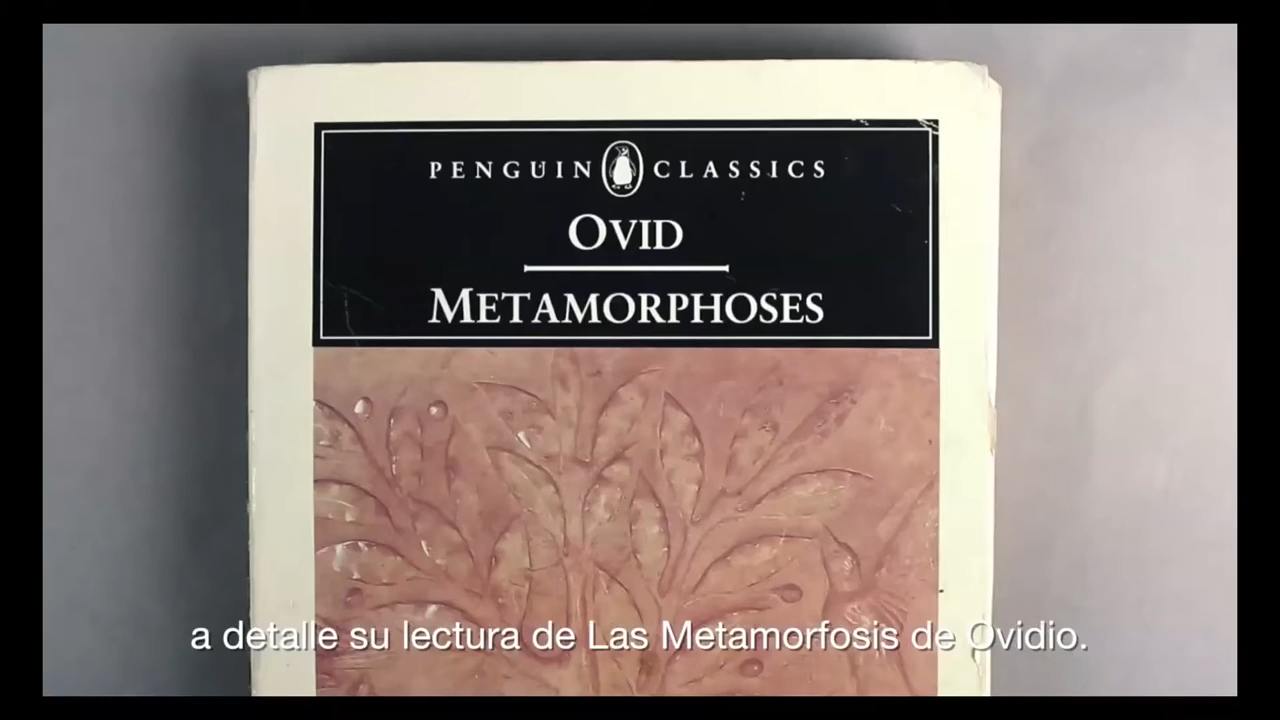 PENGUIN CLASSICS
OVID
METAMORPHOSES
a detalle su lectura de Las Metamorfosis de Ovidio.